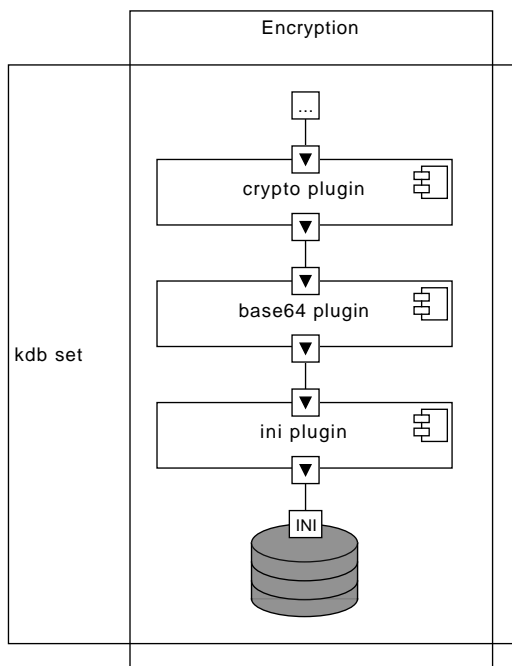 Encryption
...
crypto plugin
base64 plugin
kdb set
ini plugin
INI